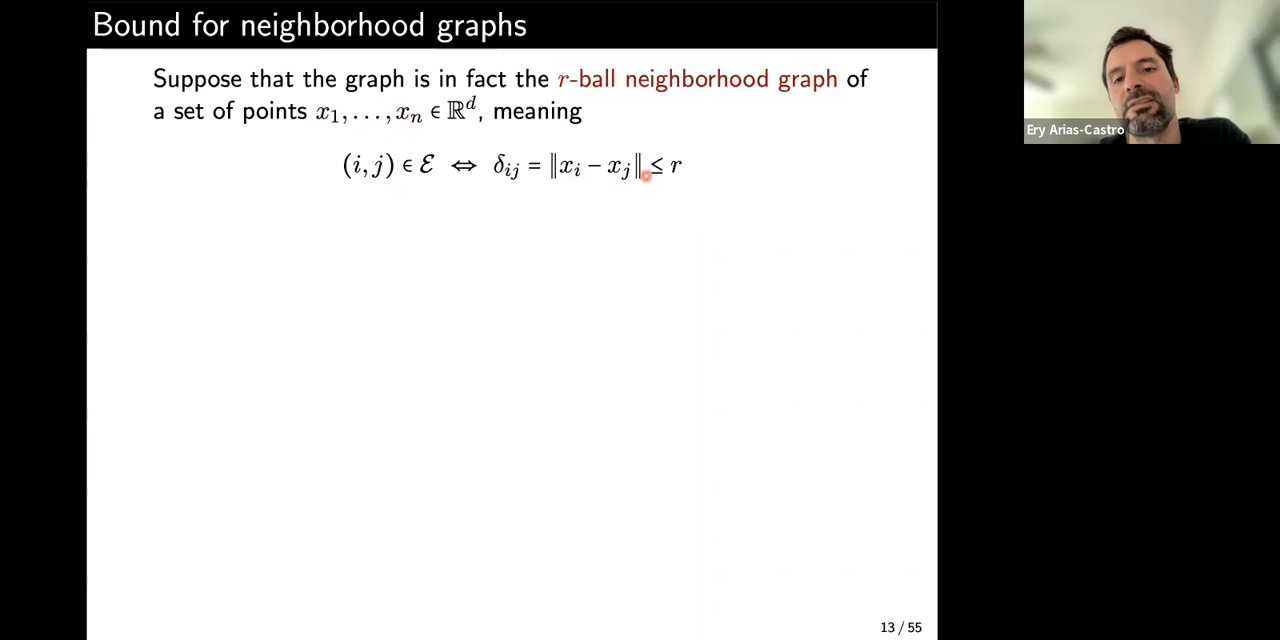 Bound for neighborhood graphs
Suppose that the graph is in fact the r-ball neighborhood graph of
a set of points x₁, . . . , xₙ ∈ ℝᵈ, meaning
(i, j) ∈ ℰ ⇔ δᵢⱼ = ‖xᵢ − xⱼ‖ ≤ r
Ery Arias-Castro
13 / 55